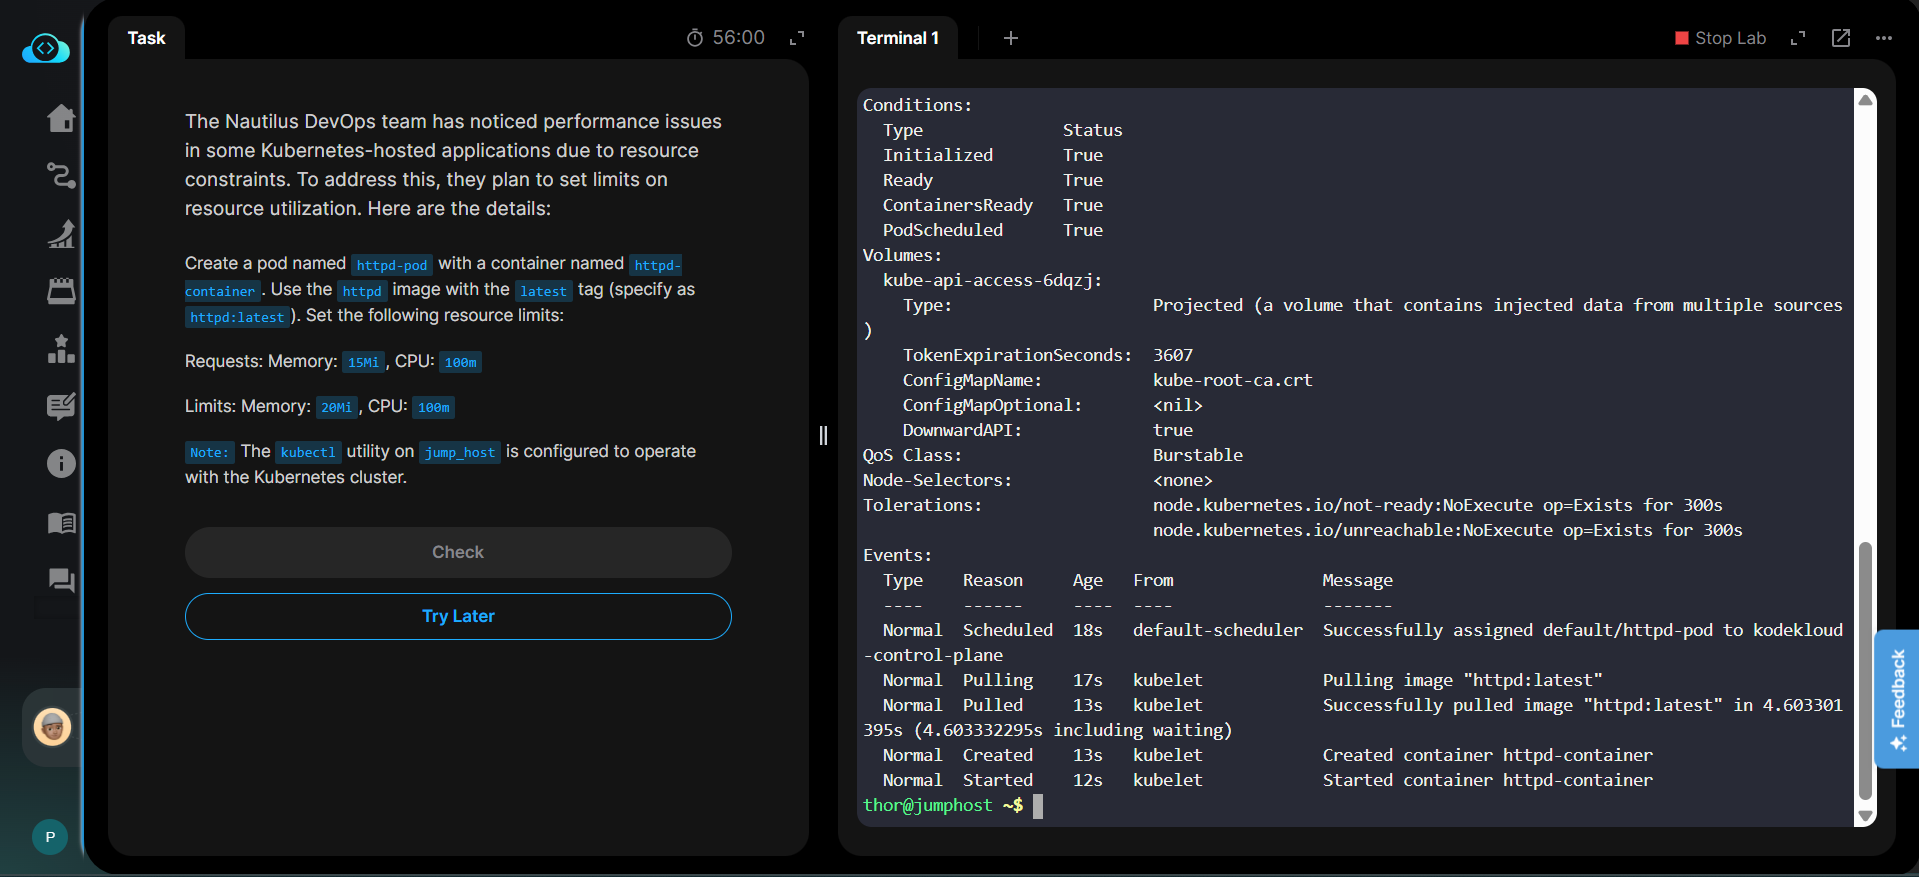 Task
56:00
The Nautilus DevOps team has noticed performance issues
in some Kubernetes-hosted applications due to resource
constraints. To address this, they plan to set limits on
resource utilization. Here are the details:
Create a pod named httpd-pod with a container named httpd-
container. Use the httpd image with the latest tag (specify as
httpd:latest). Set the following resource limits:
Requests: Memory: 15Mi, CPU: 100m
Limits: Memory: 20Mi, CPU: 100m
Note: The kubectl utility on jump_host is configured to operate
with the Kubernetes cluster.
Check
Try Later
P
Terminal 1
+
Stop Lab
Conditions:
  Type              Status
  Initialized       True
  Ready             True
  ContainersReady   True
  PodScheduled      True
Volumes:
  kube-api-access-6dqzj:
    Type:                    Projected (a volume that contains injected data from multiple sources
)
    TokenExpirationSeconds:  3607
    ConfigMapName:           kube-root-ca.crt
    ConfigMapOptional:       <nil>
    DownwardAPI:             true
QoS Class:                   Burstable
Node-Selectors:              <none>
Tolerations:                 node.kubernetes.io/not-ready:NoExecute op=Exists for 300s
                             node.kubernetes.io/unreachable:NoExecute op=Exists for 300s
Events:
  Type    Reason     Age   From               Message
  ----    ------     ----  ----               -------
  Normal  Scheduled  18s   default-scheduler  Successfully assigned default/httpd-pod to kodekloud
-control-plane
  Normal  Pulling    17s   kubelet            Pulling image "httpd:latest"
  Normal  Pulled     13s   kubelet            Successfully pulled image "httpd:latest" in 4.603301
395s (4.603332295s including waiting)
  Normal  Created    13s   kubelet            Created container httpd-container
  Normal  Started    12s   kubelet            Started container httpd-container
thor@jumphost ~$
Feedback